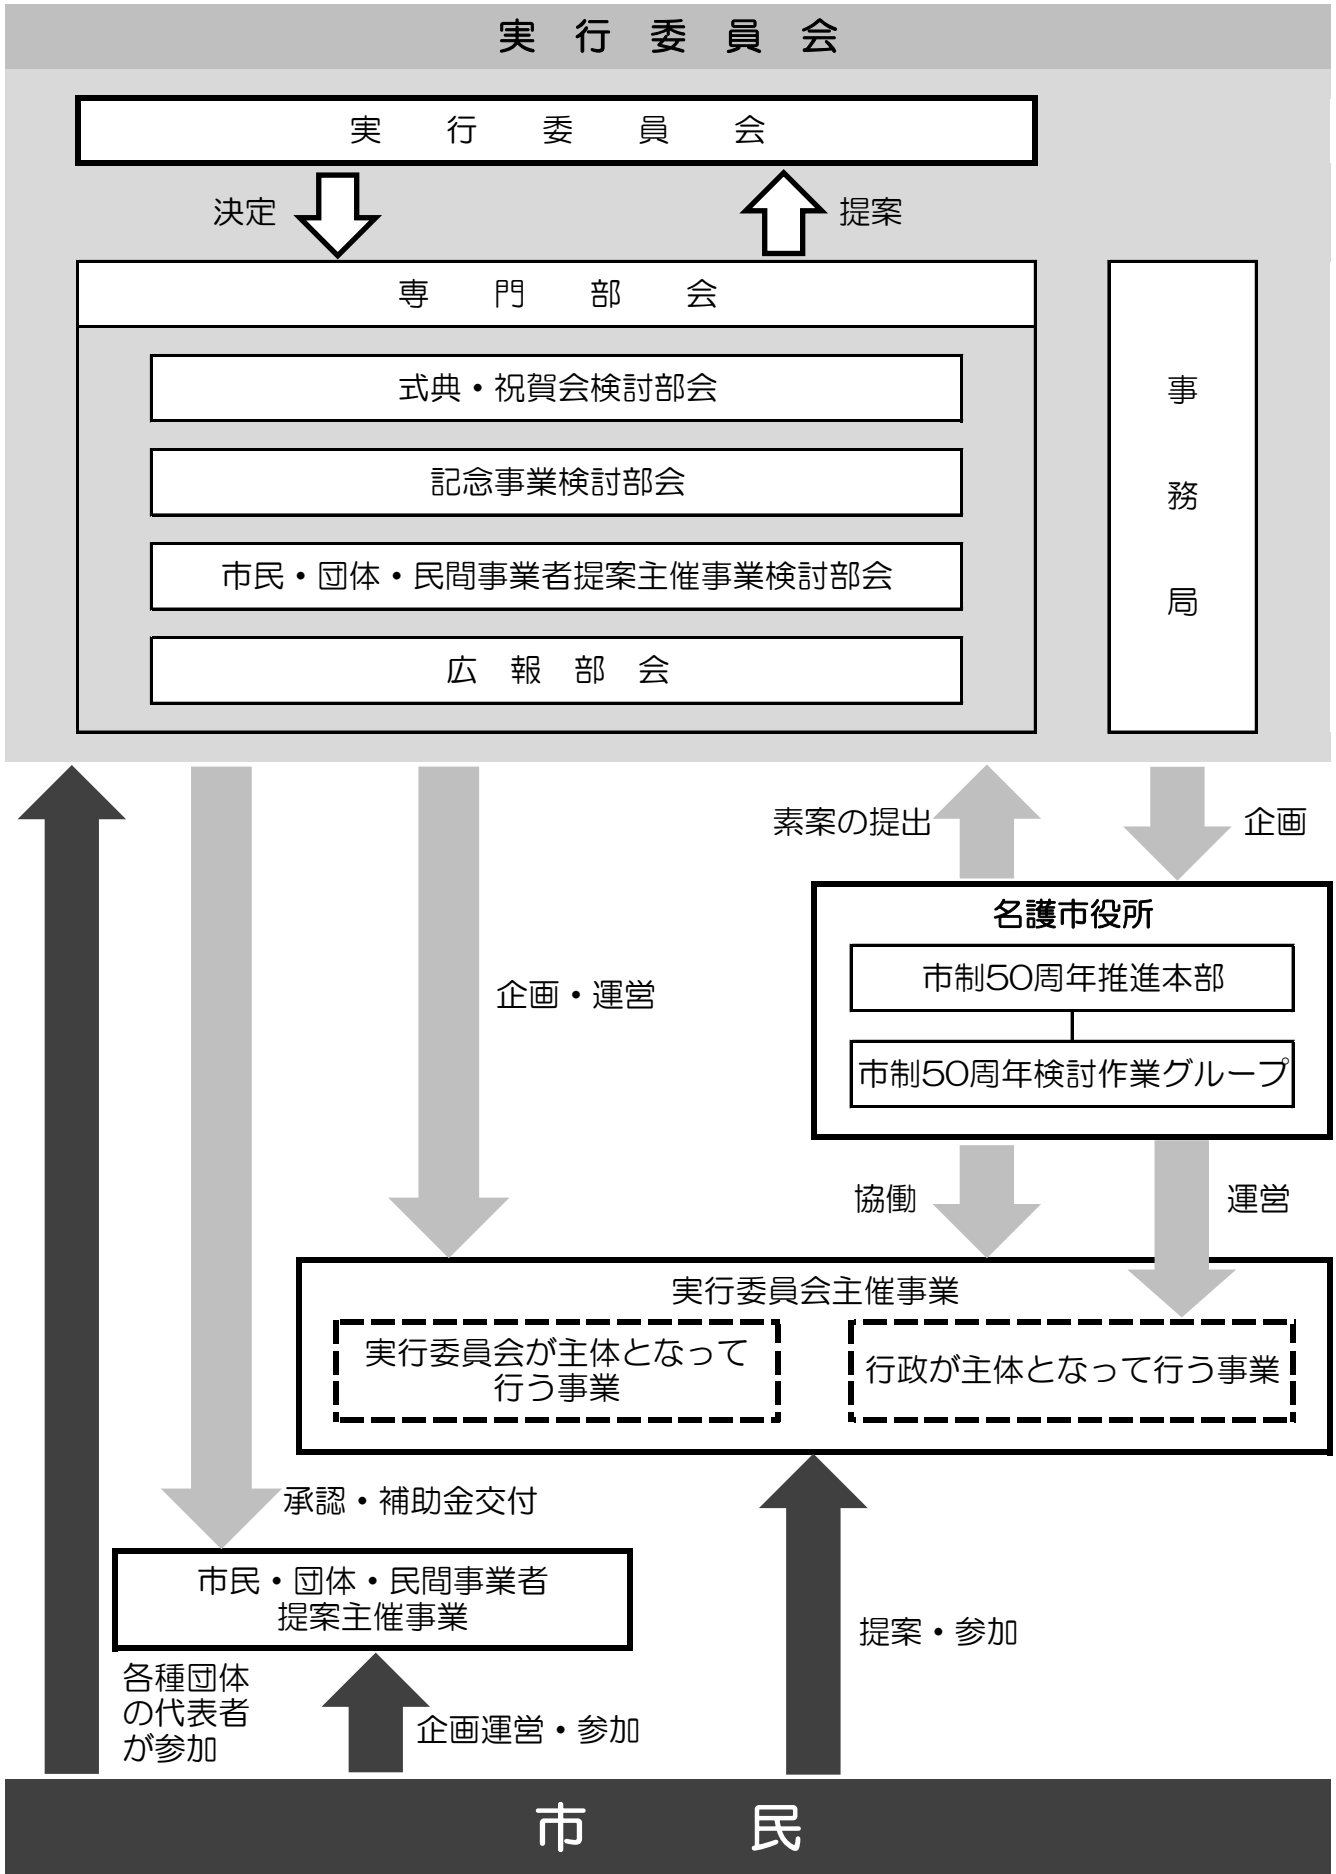 実行委員会
実行委員会
決定
提案
専門部会
式典・祝賀会検討部会
記念事業検討部会
市民・団体・民間事業者提案主催事業検討部会
広報部会
事務局
素案の提出
企画
名護市役所
市制50周年推進本部
市制50周年検討作業グループ
企画・運営
協働
運営
実行委員会主催事業
実行委員会が主体となって
行う事業
行政が主体となって行う事業
承認・補助金交付
市民・団体・民間事業者
提案主催事業
提案・参加
各種団体
の代表者
が参加
企画運営・参加
市民